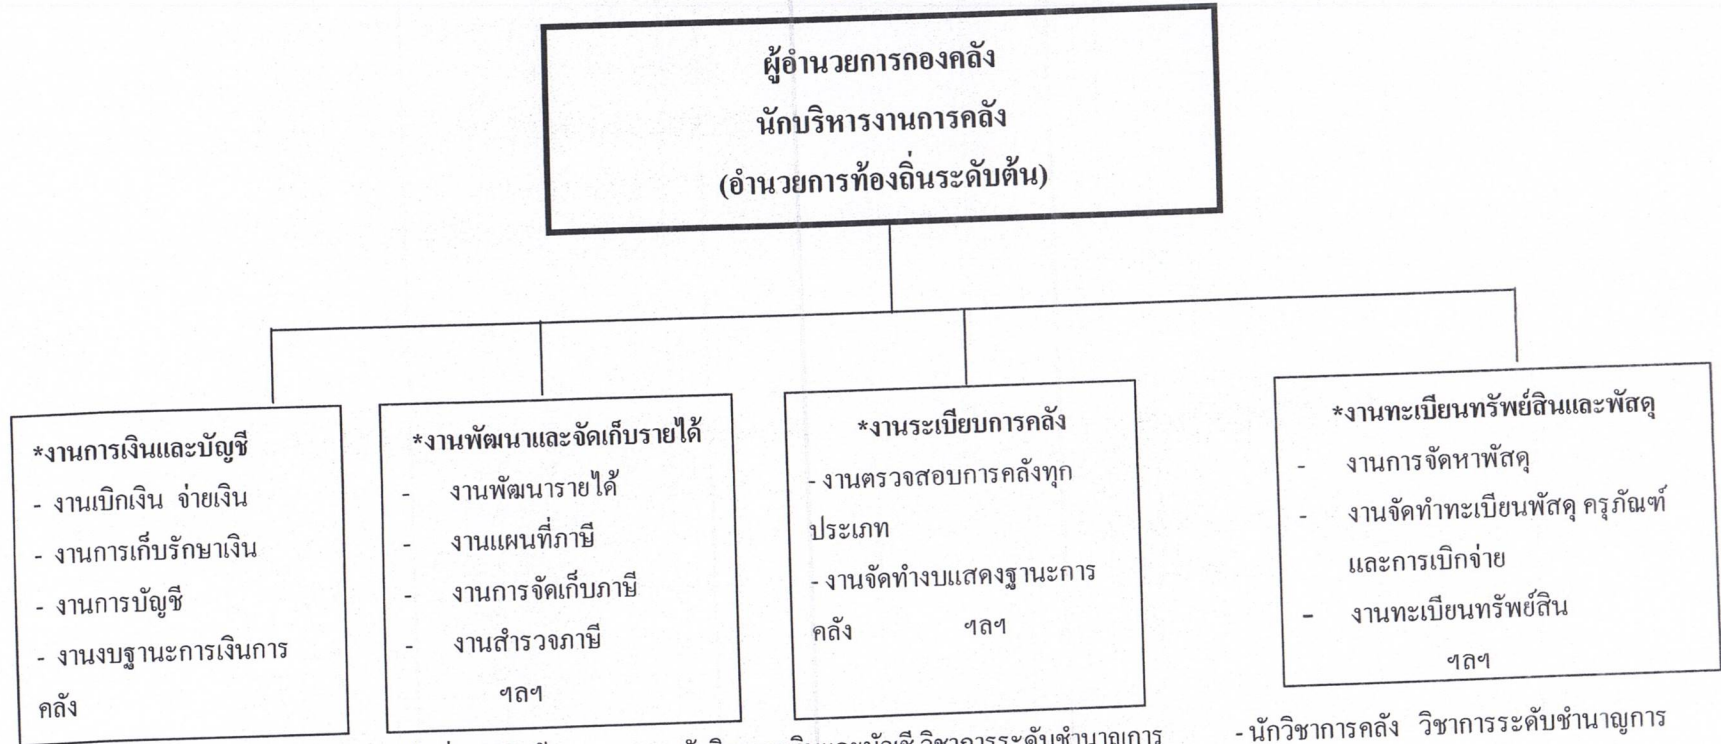 ผู้อำนวยการกองคลัง
นักบริหารงานการคลัง
(อำนวยการท้องถิ่นระดับต้น)
*งานการเงินและบัญชี
- งานเบิกเงิน จ่ายเงิน
- งานการเก็บรักษาเงิน
- งานการบัญชี
- งานงบฐานะการเงินการ
คลัง
*งานพัฒนาและจัดเก็บรายได้
- งานพัฒนารายได้
- งานแผนที่ภาษี
- งานการจัดเก็บภาษี
- งานสำรวจภาษี
ฯลฯ
*งานระเบียบการคลัง
- งานตรวจสอบการคลังทุก
ประเภท
- งานจัดทำงบแสดงฐานะการ
คลัง ฯลฯ
*งานทะเบียนทรัพย์สินและพัสดุ
- งานการจัดหาพัสดุ
- งานจัดทำทะเบียนพัสดุ ครุภัณฑ์
และการเบิกจ่าย
- งานทะเบียนทรัพย์สิน
ฯลฯ
วิชาการระดับชำนาญการ
- นักวิชาการคลัง วิชาการระดับชำนาญการ